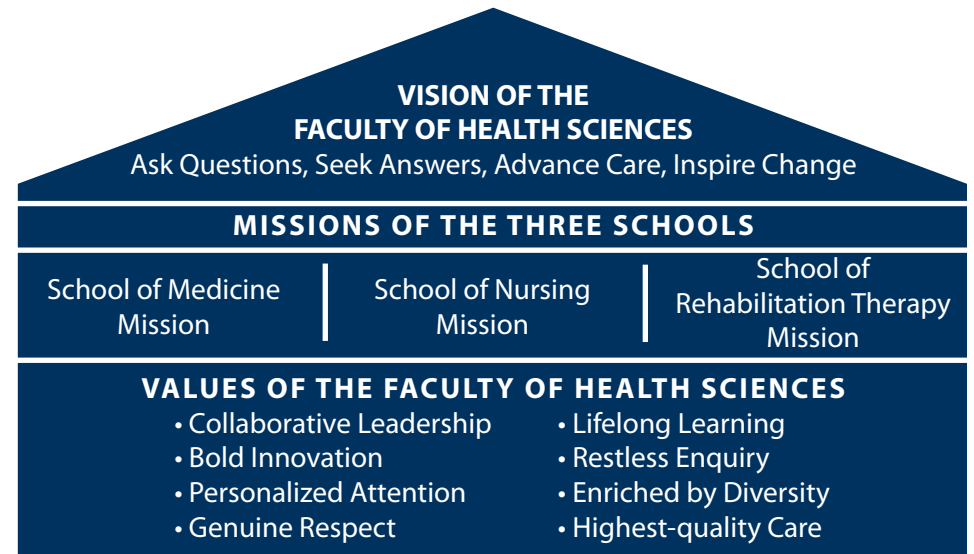 VISION OF THE
FACULTY OF HEALTH SCIENCES
Ask Questions, Seek Answers, Advance Care, Inspire Change
MISSIONS OF THE THREE SCHOOLS
School of Medicine
Mission
School of Nursing
Mission
School of
Rehabilitation Therapy
Mission
VALUES OF THE FACULTY OF HEALTH SCIENCES
• Collaborative Leadership
• Bold Innovation
• Personalized Attention
• Genuine Respect
• Lifelong Learning
• Restless Enquiry
• Enriched by Diversity
• Highest-quality Care